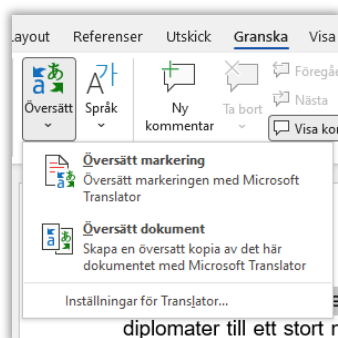 Layout Referenser Utskick Granska Visa
Översätt Språk Ny kommentar Ta bort Föregå
Nästa
Visa ko
Översätt markering
Översätt markeringen med Microsoft
Translator
Översätt dokument
Skapa en översatt kopia av det här
dokumentet med Microsoft Translator
Inställningar för Translator...
diplomater till ett stort